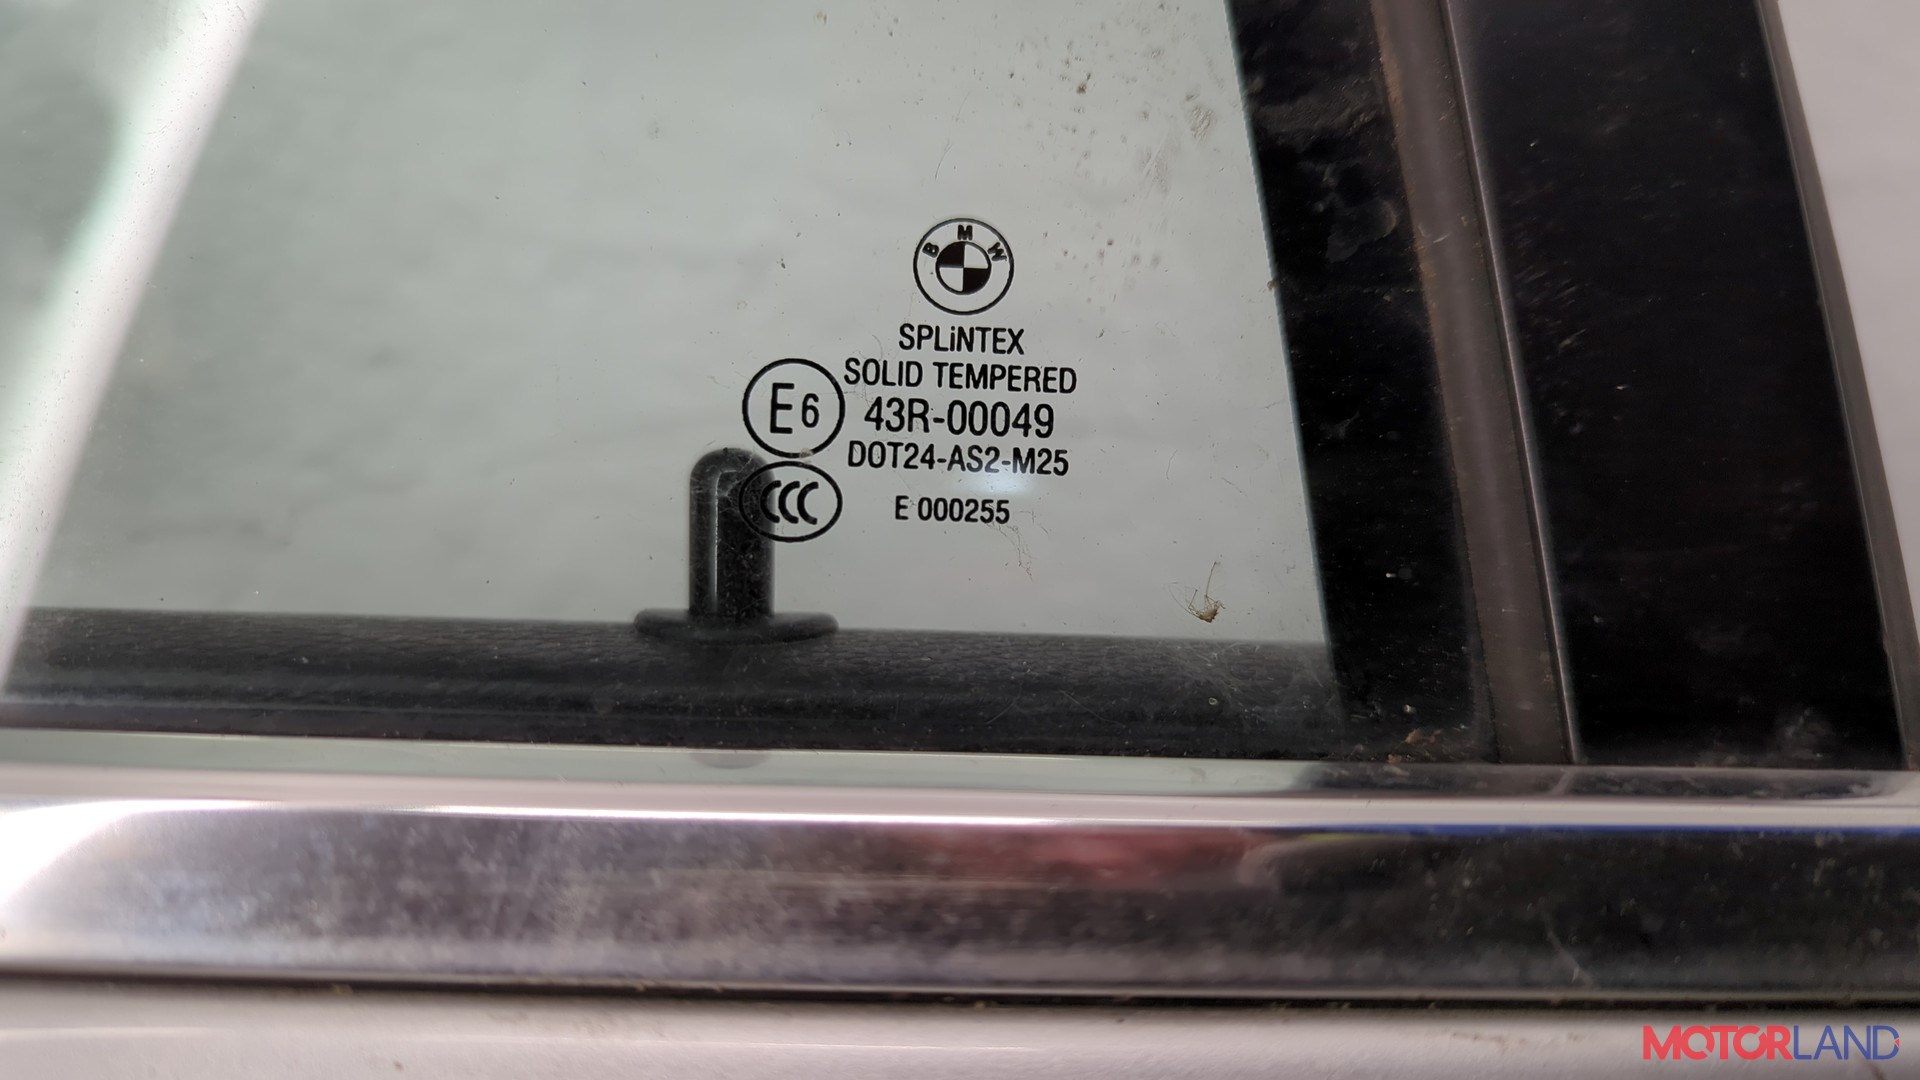 BMW
SPLiNTEX
SOLID TEMPERED
E6 43R-00049
DOT24-AS2-M25
CCC E 000255
MOTORLAND